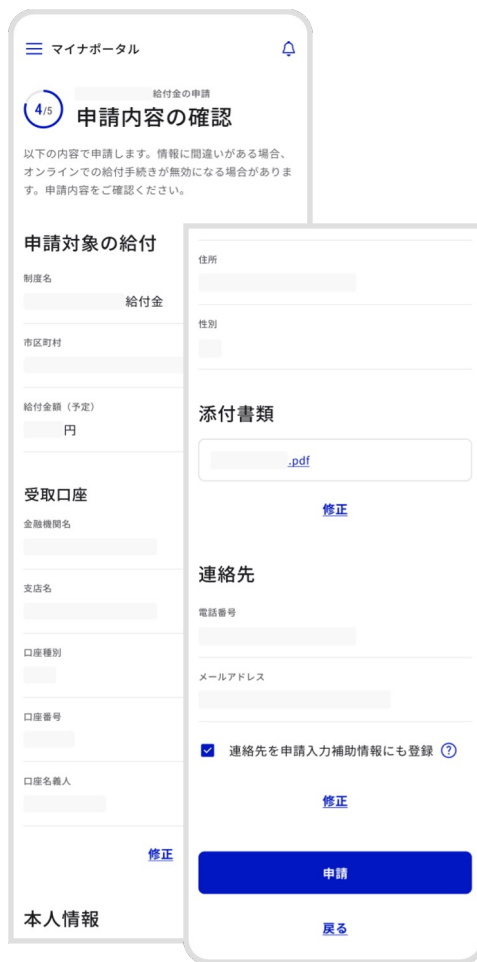 マイナポータル
給付金の申請
4/5
申請内容の確認
以下の内容で申請します。情報に間違いがある場合、
オンラインでの給付手続きが無効になる場合がありま
す。申請内容をご確認ください。
申請対象の給付
制度名
給付金
市区町村
給付金額（予定）
円
受取口座
金融機関名
支店名
口座種別
口座番号
口座名義人
修正
本人情報
住所
性別
添付書類
.pdf
修正
連絡先
電話番号
メールアドレス
連絡先を申請入力補助情報にも登録 ?
修正
申請
戻る